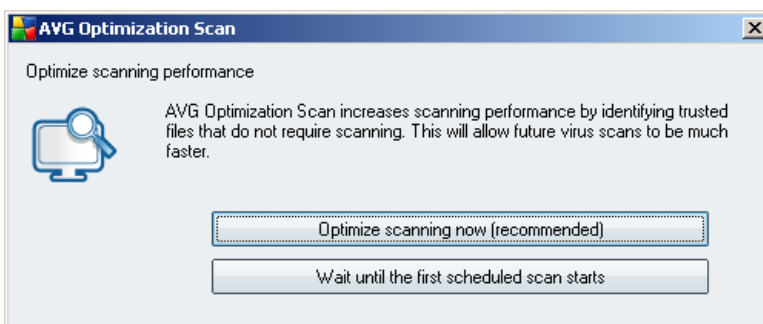 AVG Optimization Scan
Optimize scanning performance
AVG Optimization Scan increases scanning performance by identifying trusted
files that do not require scanning. This will allow future virus scans to be much
faster.
Optimize scanning now (recommended)
Wait until the first scheduled scan starts